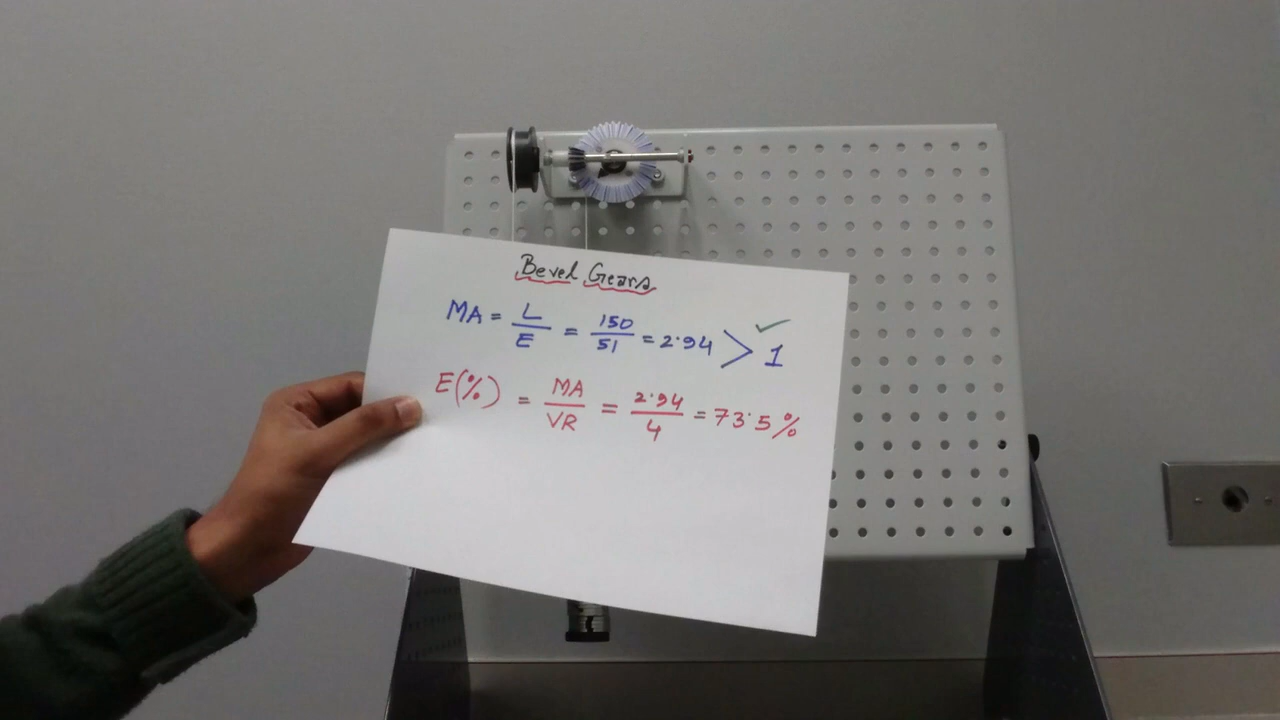 Bevel Gears
MA = L/E = 150/51 = 2.94 > 1 ✓
E(%) = MA/VR = 2.94/4 = 73.5%